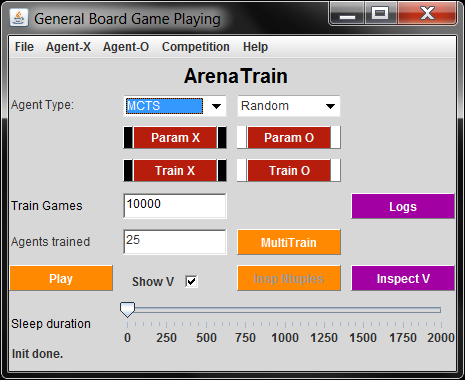 General Board Game Playing
File Agent-X Agent-O Competition Help
ArenaTrain
Agent Type: MCTS Random
Param X Param O
Train X Train O
Train Games 10000 Logs
Agents trained 25 MultiTrain
Play Show V Insp Ntuples Inspect V
Sleep duration
0 250 500 750 1000 1250 1500 1750 2000
Init done.